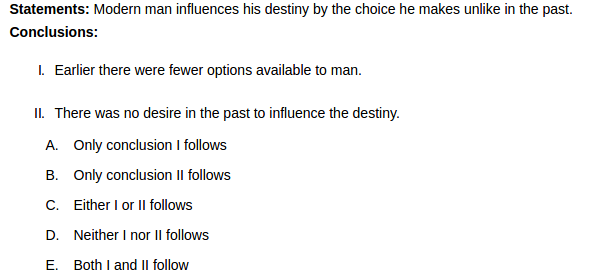 Statements: Modern man influences his destiny by the choice he makes unlike in the past.
Conclusions:
I. Earlier there were fewer options available to man.
II. There was no desire in the past to influence the destiny.
A. Only conclusion I follows
B. Only conclusion II follows
C. Either I or II follows
D. Neither I nor II follows
E. Both I and II follow